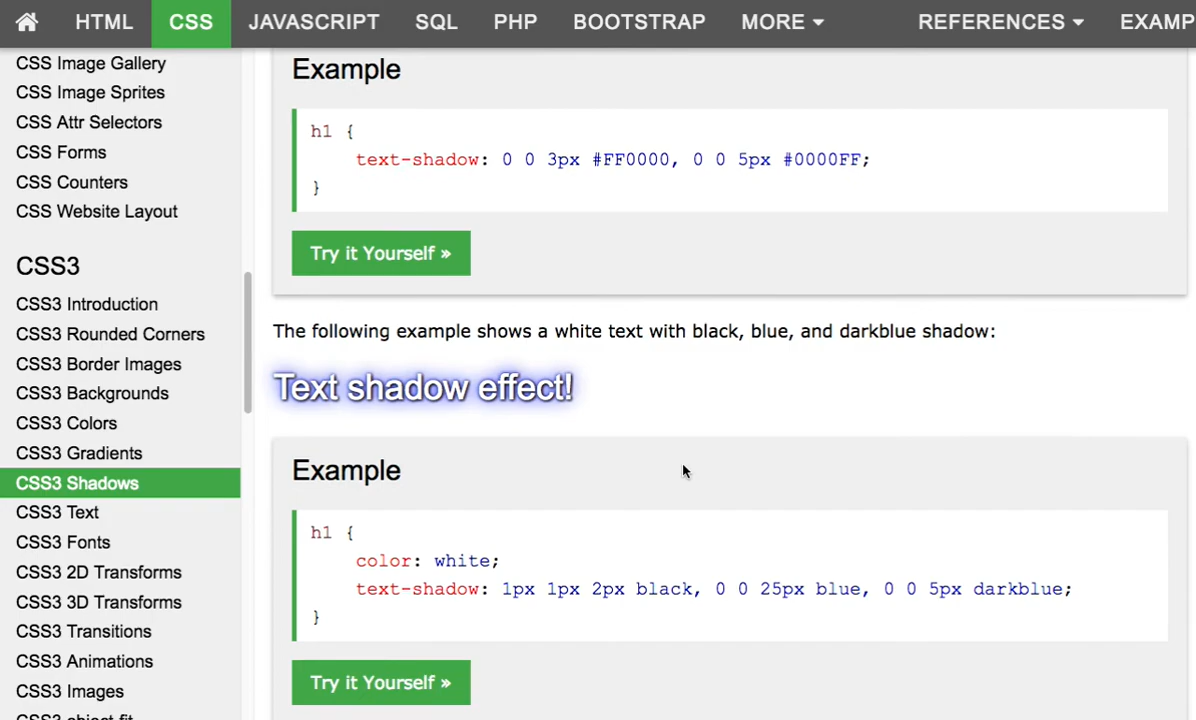 HTML CSS JAVASCRIPT SQL PHP BOOTSTRAP MORE REFERENCES EXAMP
CSS Image Gallery
CSS Image Sprites
CSS Attr Selectors
CSS Forms
CSS Counters
CSS Website Layout
CSS3
CSS3 Introduction
CSS3 Rounded Corners
CSS3 Border Images
CSS3 Backgrounds
CSS3 Colors
CSS3 Gradients
CSS3 Shadows
CSS3 Text
CSS3 Fonts
CSS3 2D Transforms
CSS3 3D Transforms
CSS3 Transitions
CSS3 Animations
CSS3 Images
CSS3 object-fit
Example
h1 {
text-shadow: 0 0 3px #FF0000, 0 0 5px #0000FF;
}
Try it Yourself »
The following example shows a white text with black, blue, and darkblue shadow:
Text shadow effect!
Example
h1 {
color: white;
text-shadow: 1px 1px 2px black, 0 0 25px blue, 0 0 5px darkblue;
}
Try it Yourself »